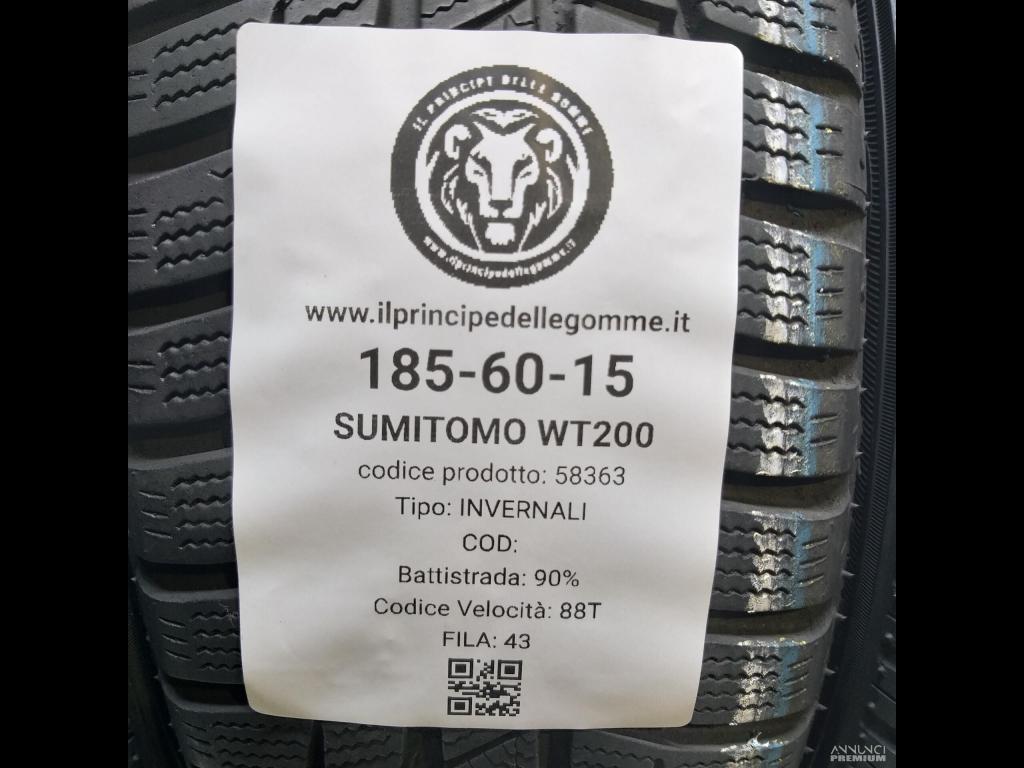 IL PRINCIPE DELLE GOMME
www.ilprincipedellegomme.it
www.ilprincipedellegomme.it
185-60-15
SUMITOMO WT200
codice prodotto: 58363
Tipo: INVERNALI
COD:
Battistrada: 90%
Codice Velocità: 88T
FILA: 43
ANNUNCI
PREMIUM